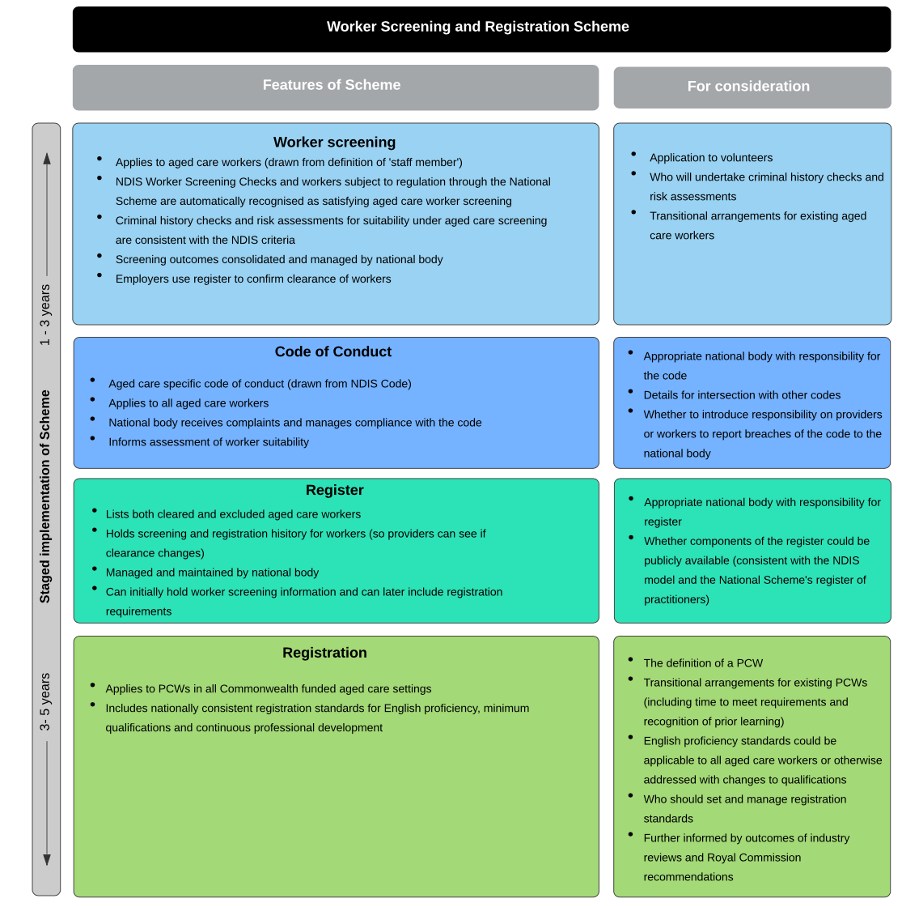 Worker Screening and Registration Scheme
Features of Scheme
For consideration
Staged implementation of Scheme
1 - 3 years
3- 5 years
Worker screening
• Applies to aged care workers (drawn from definition of 'staff member')
• NDIS Worker Screening Checks and workers subject to regulation through the National
Scheme are automatically recognised as satisfying aged care worker screening
• Criminal history checks and risk assessments for suitability under aged care screening
are consistent with the NDIS criteria
• Screening outcomes consolidated and managed by national body
• Employers use register to confirm clearance of workers
• Application to volunteers
• Who will undertake criminal history checks and
risk assessments
• Transitional arrangements for existing aged
care workers
Code of Conduct
• Aged care specific code of conduct (drawn from NDIS Code)
• Applies to all aged care workers
• National body receives complaints and manages compliance with the code
• Informs assessment of worker suitability
• Appropriate national body with responsibility for
the code
• Details for intersection with other codes
• Whether to introduce responsibility on providers
or workers to report breaches of the code to the
national body
Register
• Lists both cleared and excluded aged care workers
• Holds screening and registration hisitory for workers (so providers can see if
clearance changes)
• Managed and maintained by national body
• Can initially hold worker screening information and can later include registration
requirements
• Appropriate national body with responsibility for
register
• Whether components of the register could be
publicly available (consistent with the NDIS
model and the National Scheme's register of
practitioners)
Registration
• Applies to PCWs in all Commonwealth funded aged care settings
• Includes nationally consistent registration standards for English proficiency, minimum
qualifications and continuous professional development
• The definition of a PCW
• Transitional arrangements for existing PCWs
(including time to meet requirements and
recognition of prior learning)
• English proficiency standards could be
applicable to all aged care workers or otherwise
addressed with changes to qualifications
• Who should set and manage registration
standards
• Further informed by outcomes of industry
reviews and Royal Commission
recommendations